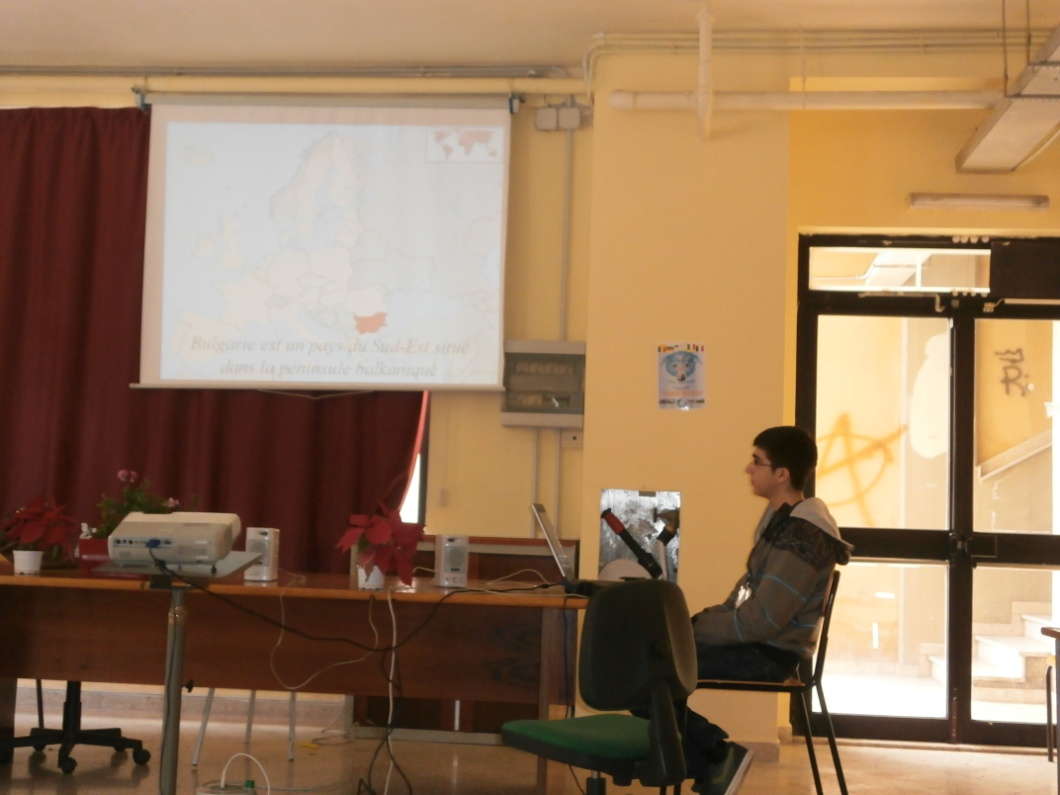 Bulgarie est un pays du Sud-Est situé
dans la péninsule balkanique